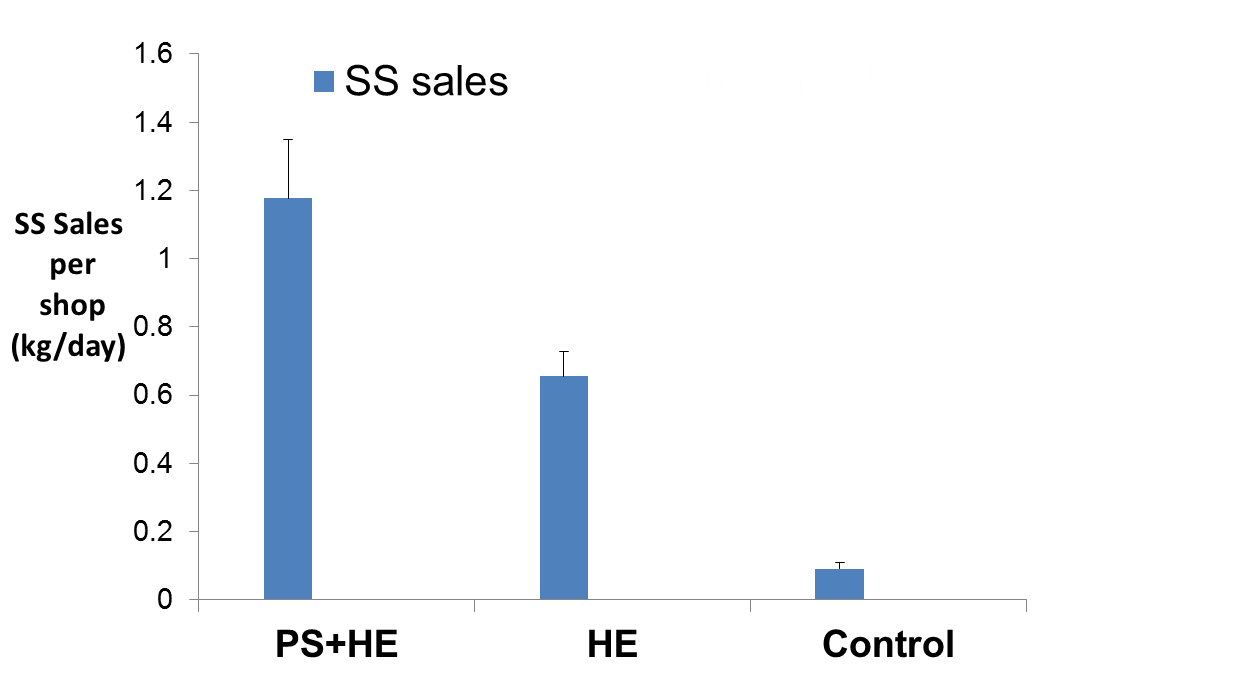 1.6
SS sales
1.4
1.2
1
0.8
0.6
0.4
0.2
0
SS Sales
per
shop
(kg/day)
PS+HE
HE
Control